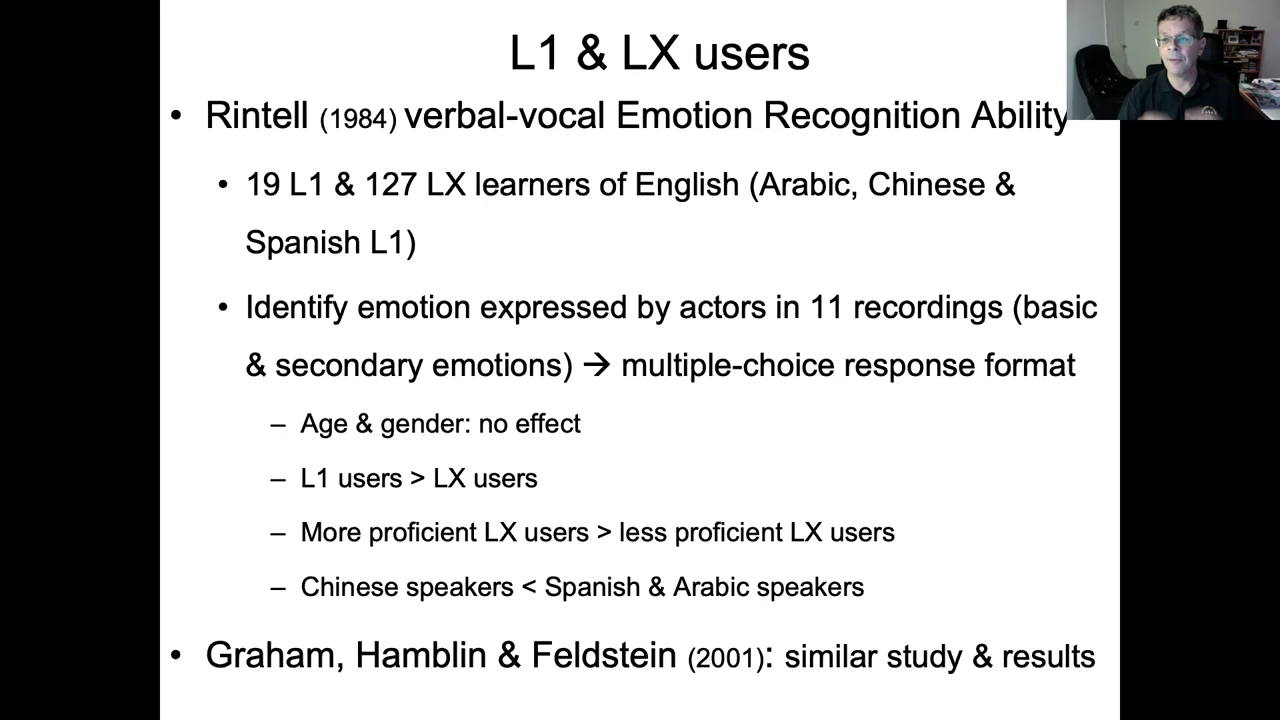 L1 & LX users
• Rintell (1984) verbal-vocal Emotion Recognition Ability
• 19 L1 & 127 LX learners of English (Arabic, Chinese &
Spanish L1)
• Identify emotion expressed by actors in 11 recordings (basic
& secondary emotions) → multiple-choice response format
– Age & gender: no effect
– L1 users > LX users
– More proficient LX users > less proficient LX users
– Chinese speakers < Spanish & Arabic speakers
• Graham, Hamblin & Feldstein (2001): similar study & results